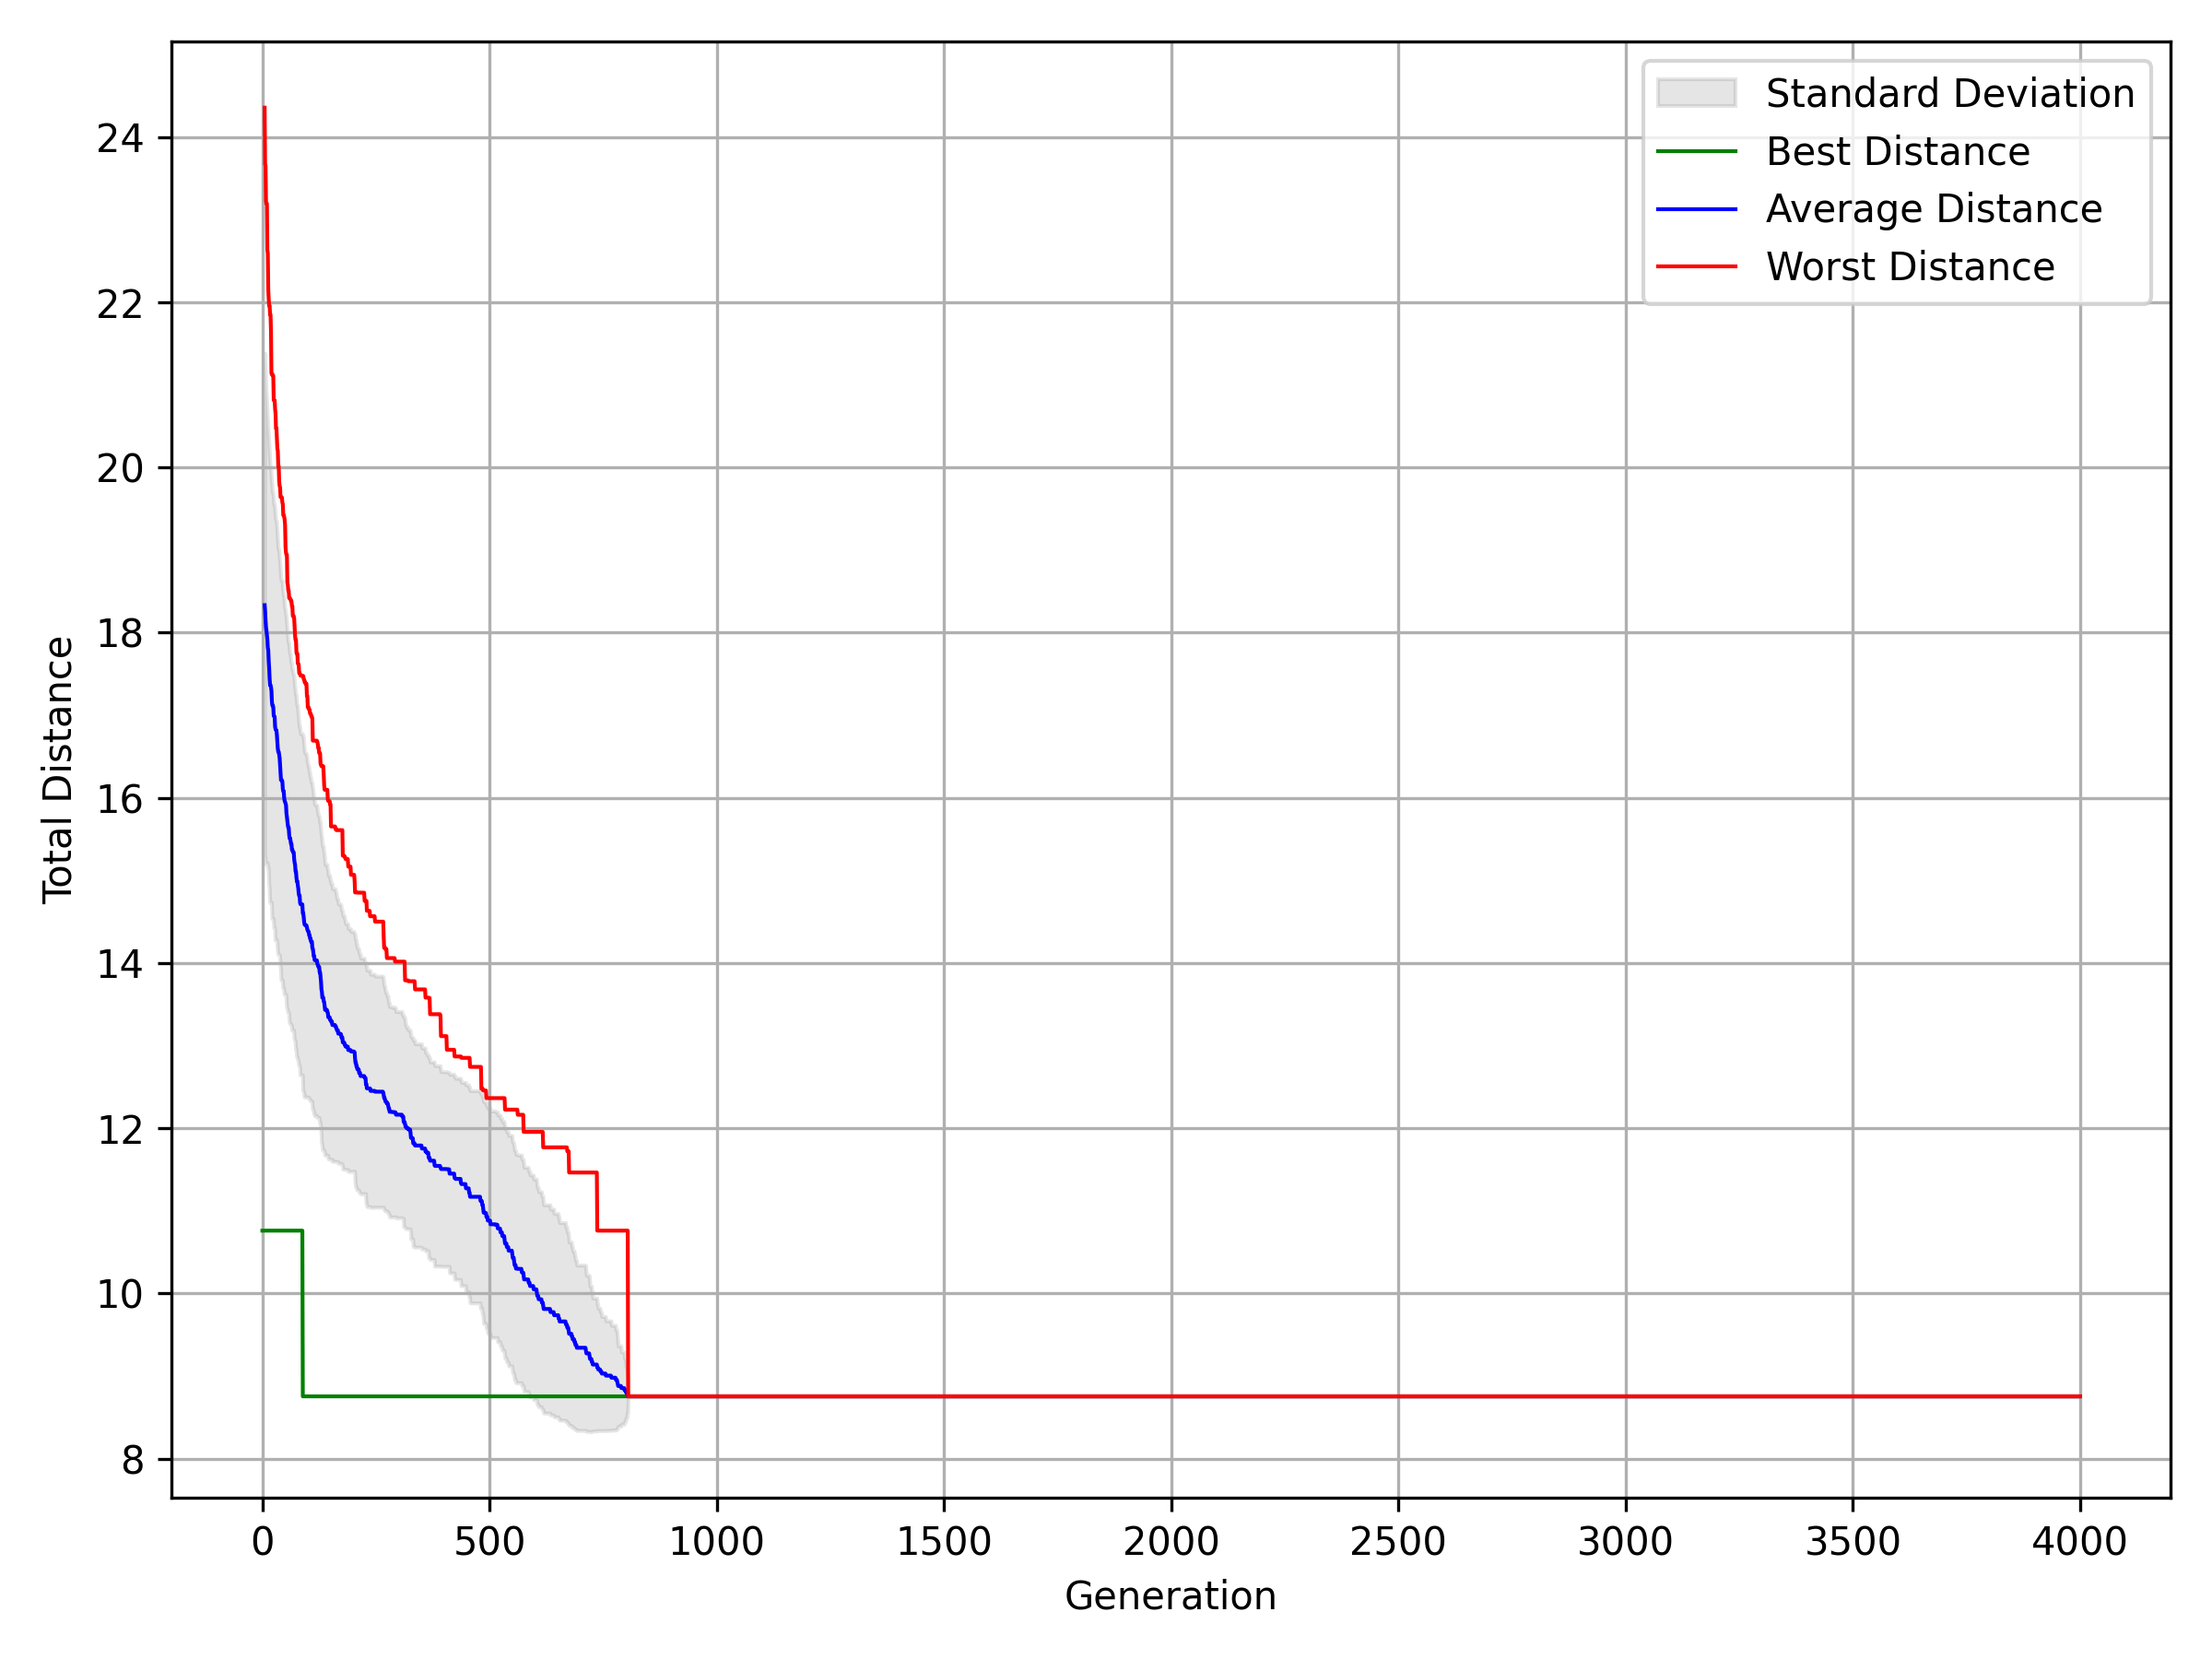 Standard Deviation
Best Distance
Average Distance
Worst Distance
24
22
20
18
16
14
12
10
8
Total Distance
0 500 1000 1500 2000 2500 3000 3500 4000
Generation